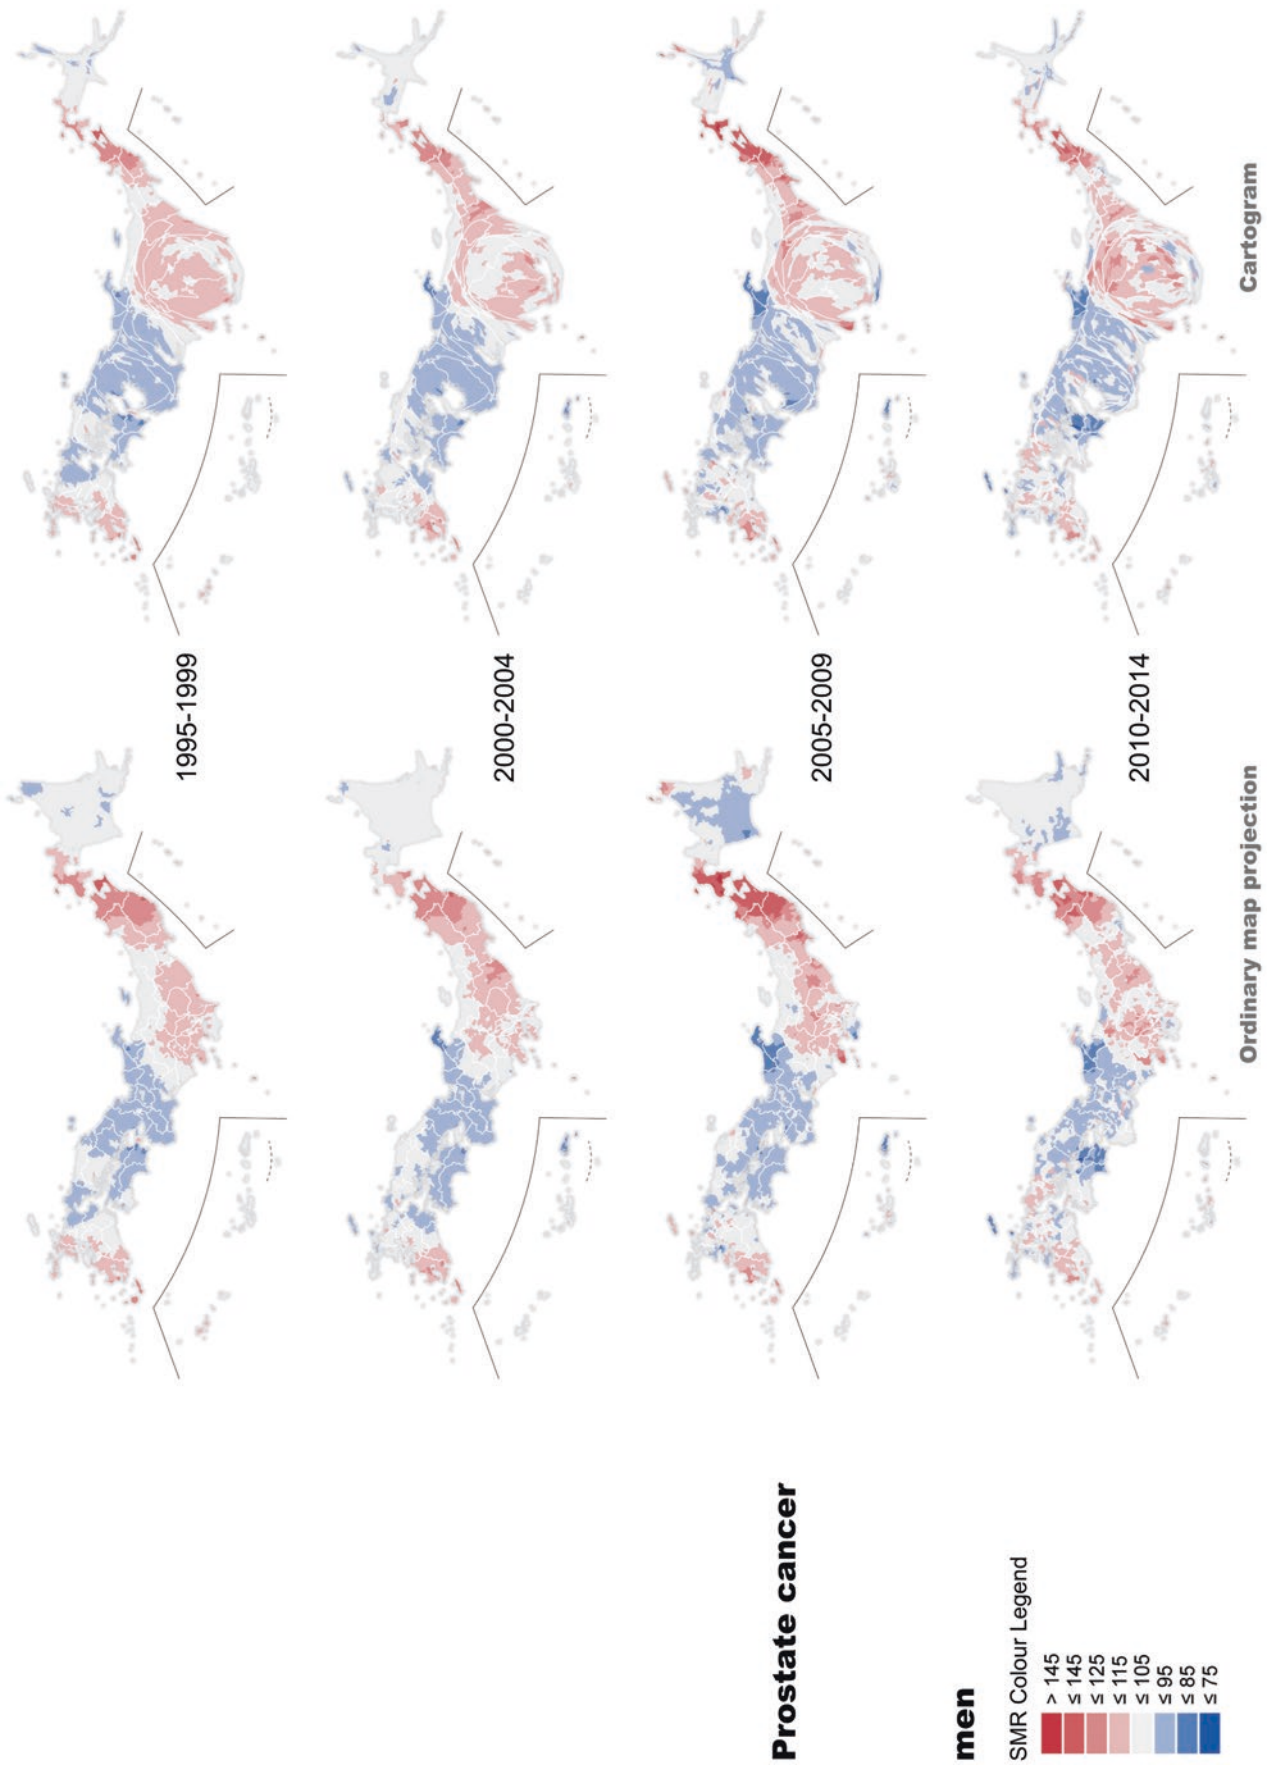 1995-1999
2000-2004
2005-2009
2010-2014
Ordinary map projection
Cartogram
Prostate cancer
men
SMR Colour Legend
> 145
≤ 145
≤ 125
≤ 115
≤ 105
≤ 95
≤ 85
≤ 75